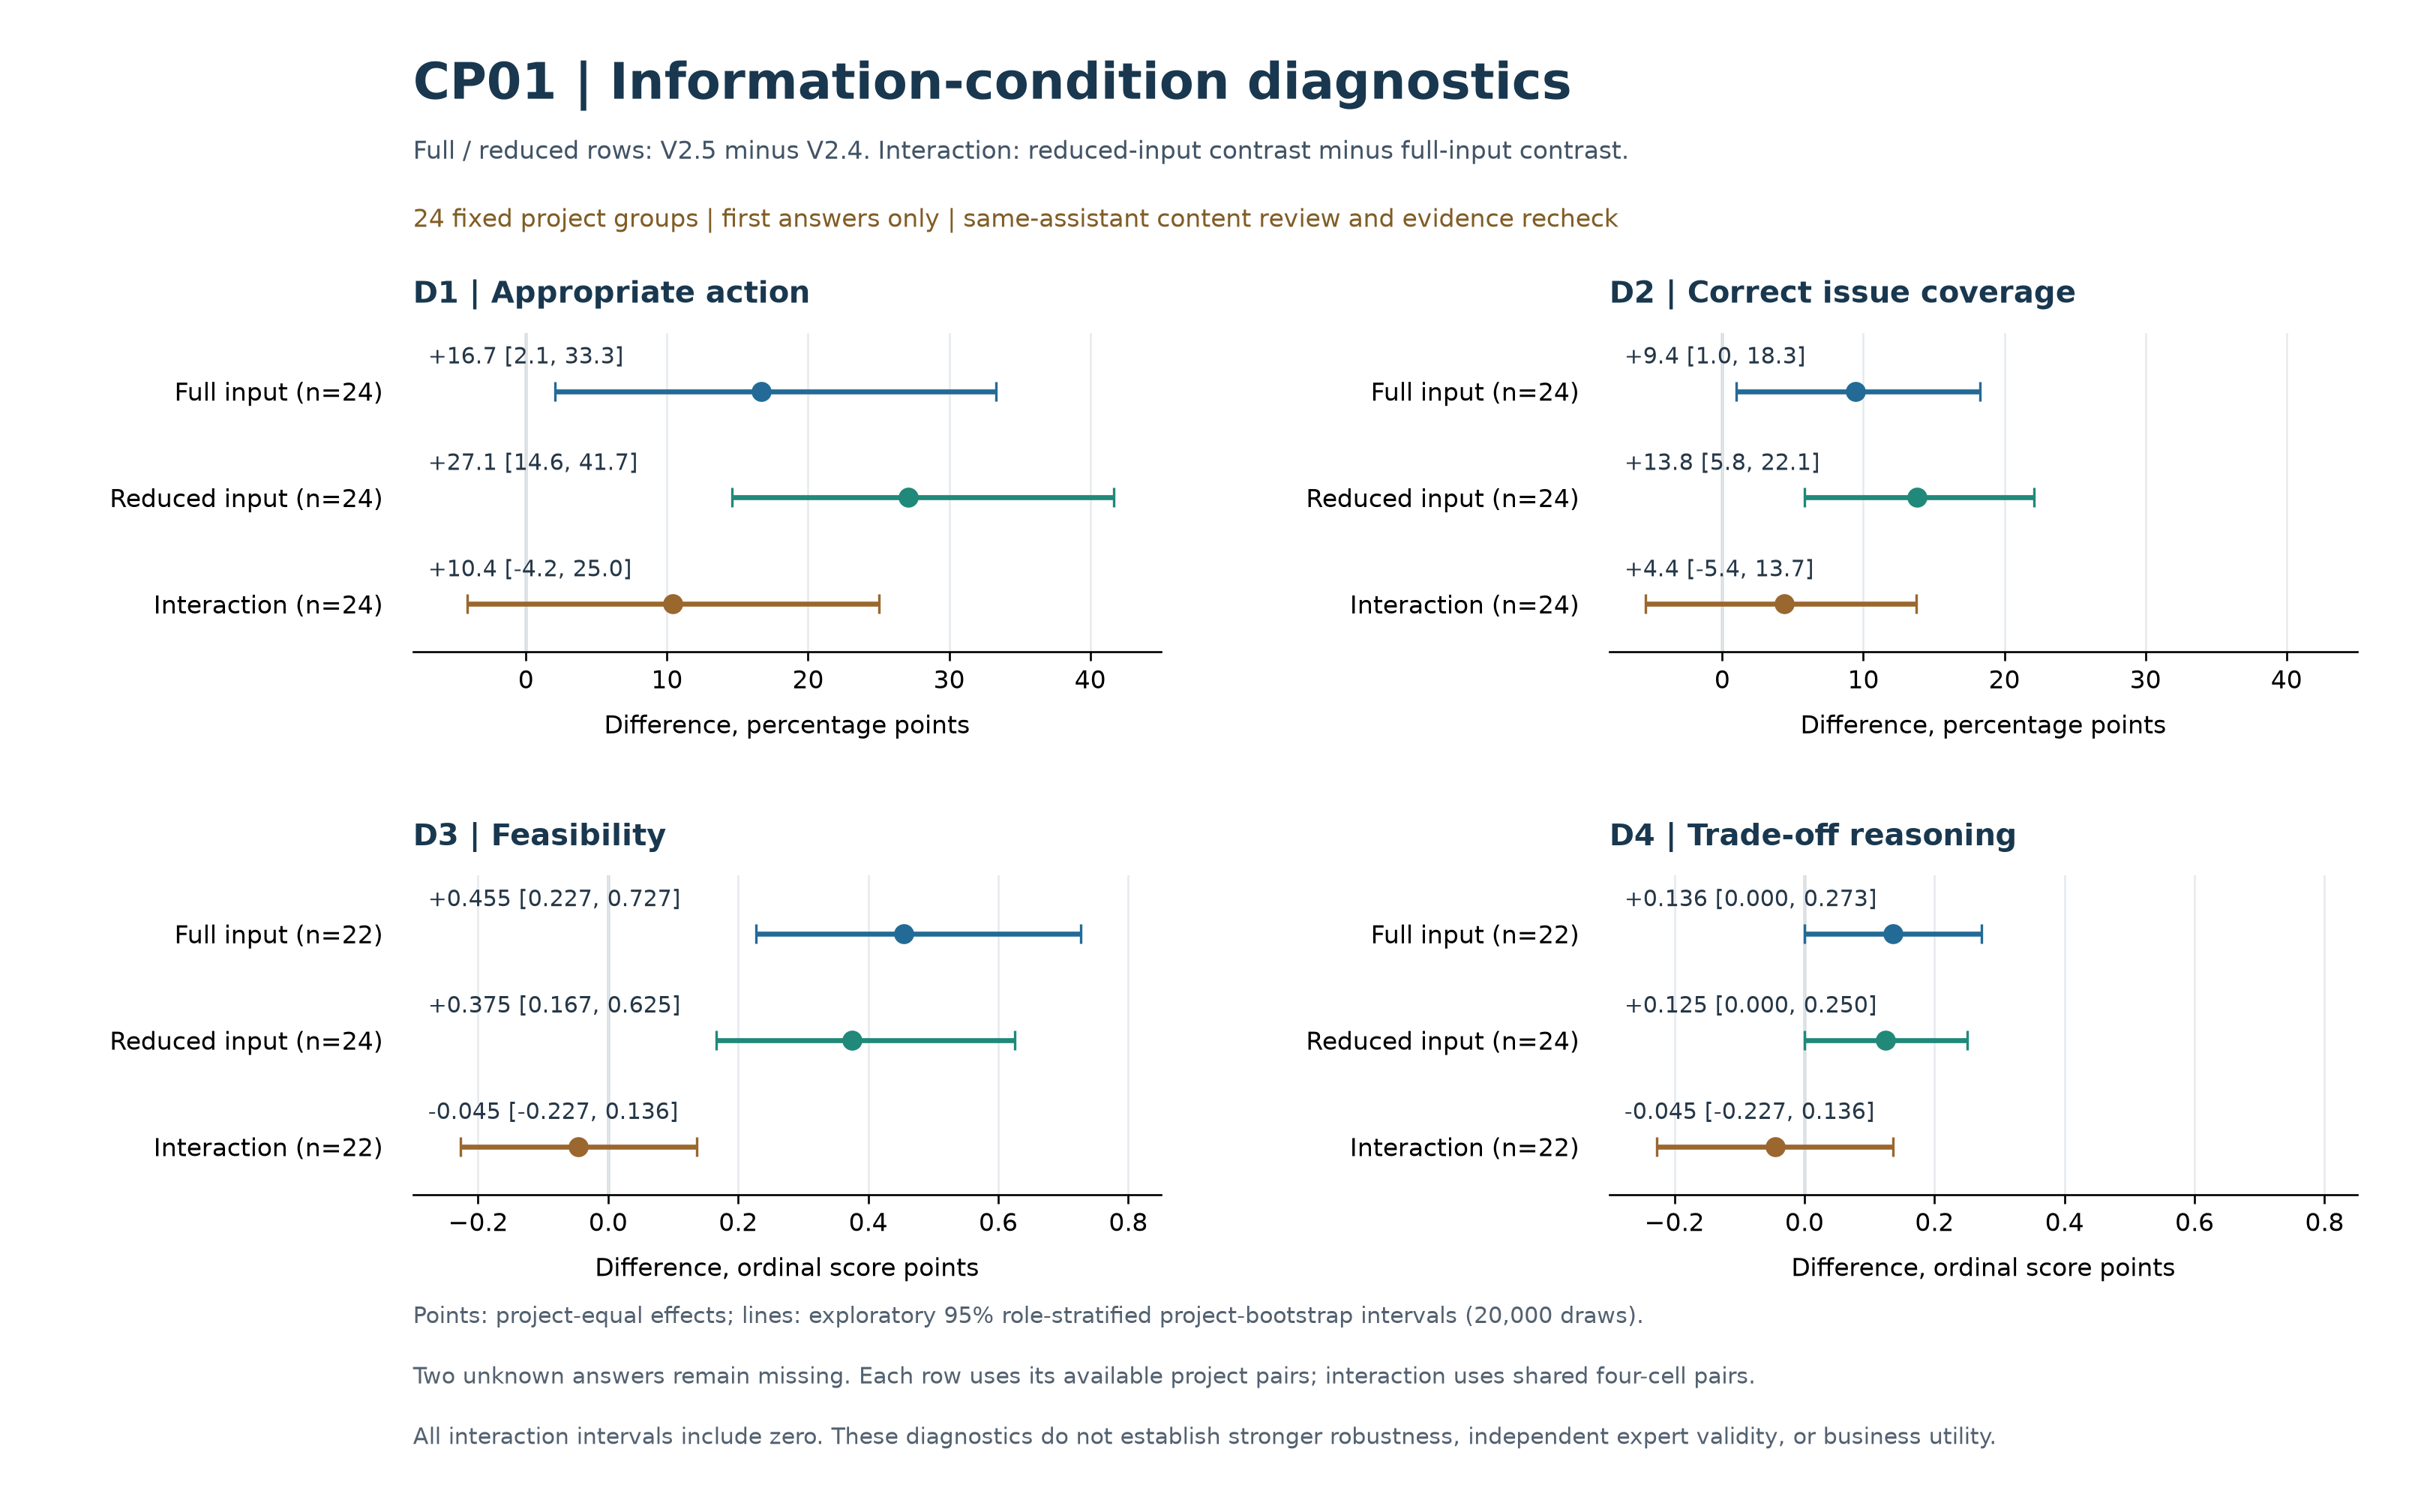 CP01 | Information-condition diagnostics
Full / reduced rows: V2.5 minus V2.4. Interaction: reduced-input contrast minus full-input contrast.
24 fixed project groups | first answers only | same-assistant content review and evidence recheck
D1 | Appropriate action
+16.7 [2.1, 33.3]
Full input (n=24)
+27.1 [14.6, 41.7]
Reduced input (n=24)
+10.4 [-4.2, 25.0]
Interaction (n=24)
0 10 20 30 40
Difference, percentage points
D2 | Correct issue coverage
+9.4 [1.0, 18.3]
Full input (n=24)
+13.8 [5.8, 22.1]
Reduced input (n=24)
+4.4 [-5.4, 13.7]
Interaction (n=24)
0 10 20 30 40
Difference, percentage points
D3 | Feasibility
+0.455 [0.227, 0.727]
Full input (n=22)
+0.375 [0.167, 0.625]
Reduced input (n=24)
-0.045 [-0.227, 0.136]
Interaction (n=22)
−0.2 0.0 0.2 0.4 0.6 0.8
Difference, ordinal score points
D4 | Trade-off reasoning
+0.136 [0.000, 0.273]
Full input (n=22)
+0.125 [0.000, 0.250]
Reduced input (n=24)
-0.045 [-0.227, 0.136]
Interaction (n=22)
−0.2 0.0 0.2 0.4 0.6 0.8
Difference, ordinal score points
Points: project-equal effects; lines: exploratory 95% role-stratified project-bootstrap intervals (20,000 draws).
Two unknown answers remain missing. Each row uses its available project pairs; interaction uses shared four-cell pairs.
All interaction intervals include zero. These diagnostics do not establish stronger robustness, independent expert validity, or business utility.